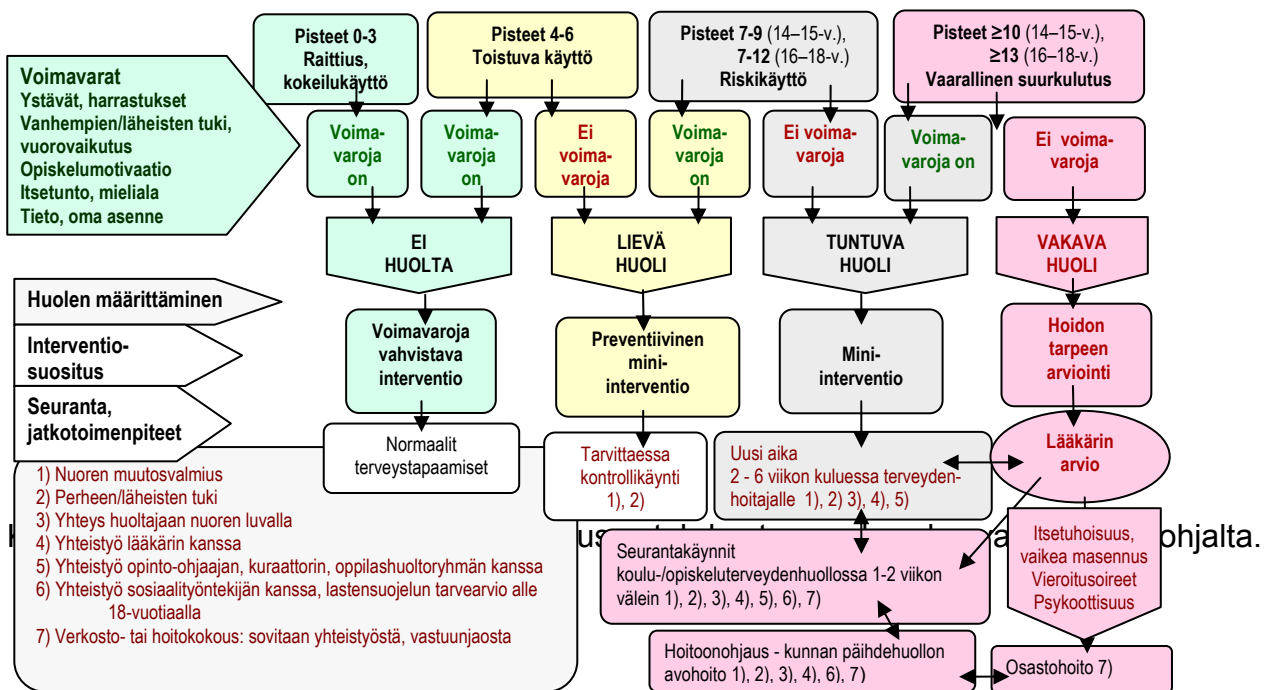 Pisteet 0-3
Raittius,
kokeilukäyttö
Pisteet 4-6
Toistuva käyttö
Pisteet 7-9 (14–15-v.),
7-12 (16–18-v.)
Riskikäyttö
Pisteet ≥10 (14–15-v.),
≥13 (16–18-v.)
Vaarallinen suurkulutus
Voimavarat
Ystävät, harrastukset
Vanhempien/läheisten tuki,
vuorovaikutus
Opiskelumotivaatio
Itsetunto, mieliala
Tieto, oma asenne
Voima-
varoja
on
Voima-
varoja
on
Ei
voima-
varoja
Voima-
varoja
on
Ei voima-
varoja
Voima-
varoja on
Ei voima-
varoja
EI
HUOLTA
LIEVÄ
HUOLI
TUNTUVA
HUOLI
VAKAVA
HUOLI
Huolen määrittäminen
Interventio-
suositus
Seuranta,
jatkotoimenpiteet
Voimavaroja
vahvistava
interventio
Preventiivinen
mini-
interventio
Mini-
interventio
Hoidon
tarpeen
arviointi
Normaalit
terveystapaamiset
Tarvittaessa
kontrollikäynti
1), 2)
Uusi aika
2 - 6 viikon kuluessa terveyden-
hoitajalle 1), 2) 3), 4), 5)
Lääkärin
arvio
1) Nuoren muutosvalmius
2) Perheen/läheisten tuki
3) Yhteys huoltajaan nuoren luvalla
4) Yhteistyö lääkärin kanssa
5) Yhteistyö opinto-ohjaajan, kuraattorin, oppilashuoltoryhmän kanssa
6) Yhteistyö sosiaalityöntekijän kanssa, lastensuojelun tarvearvio alle
18-vuotiaalla
7) Verkosto- tai hoitokokous: sovitaan yhteistyöstä, vastuunjaosta
ohjalta.
Seurantakäynnit
koulu-/opiskeluterveydenhuollossa 1-2 viikon
välein 1), 2), 3), 4), 5), 6), 7)
Itsetuhoisuus,
vaikea masennus
Vieroitusoireet
Psykoottisuus
Hoitoonohjaus - kunnan päihdehuollon
avohoito 1), 2), 3), 4), 6), 7)
Osastohoito 7)